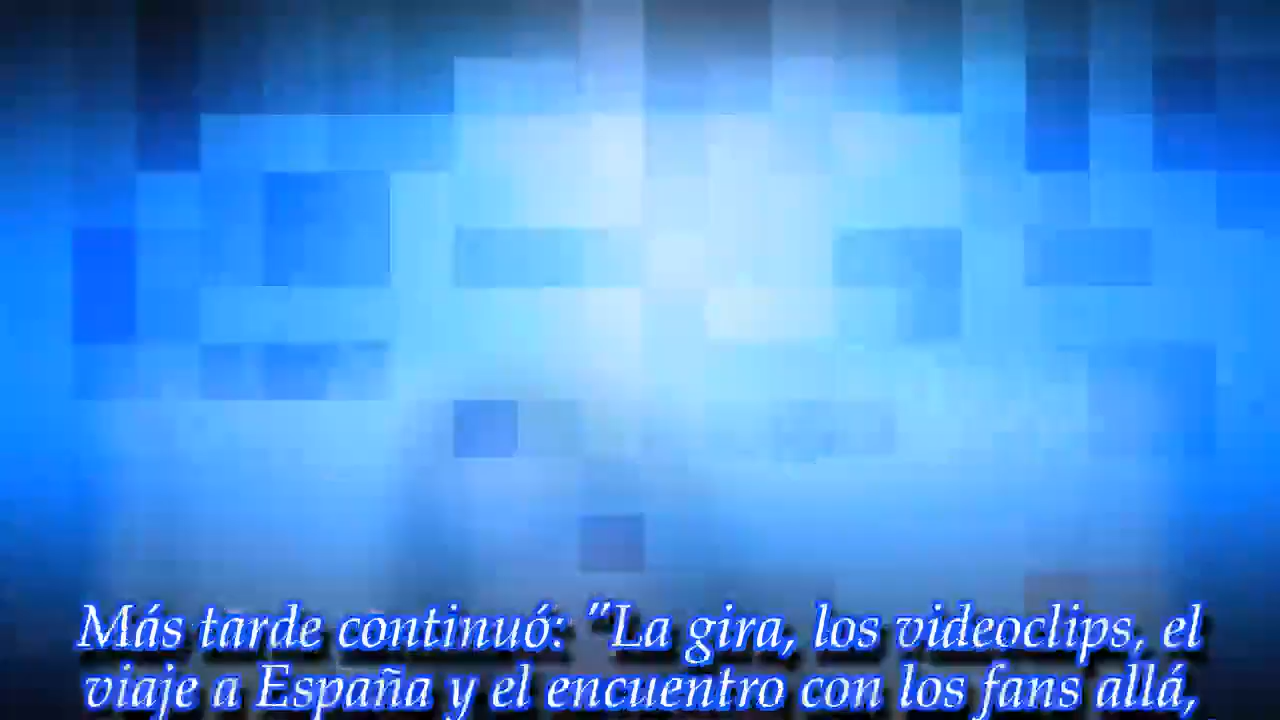 Más tarde continuó: "La gira, los videoclips, el
viaje a España y el encuentro con los fans allá,